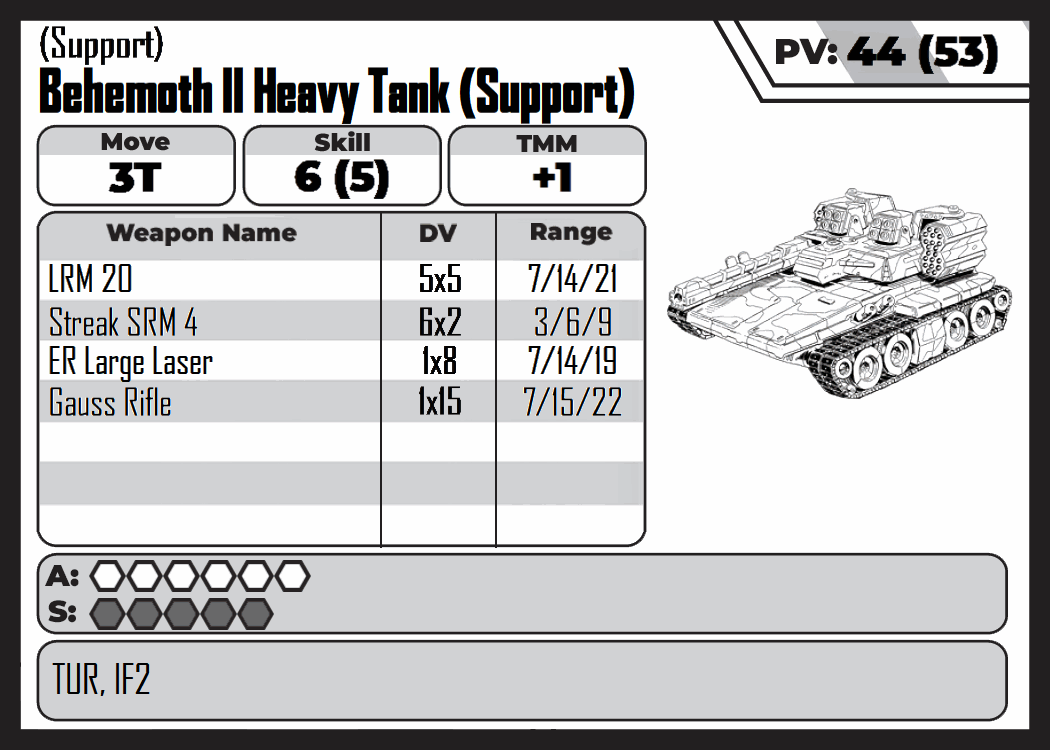 (Support)
Behemoth II Heavy Tank (Support)
PV: 44 (53)
Move Skill TMM
3T 6 (5) +1
Weapon Name DV Range
LRM 20 5x5 7/14/21
Streak SRM 4 6x2 3/6/9
ER Large Laser 1x8 7/14/19
Gauss Rifle 1x15 7/15/22
A:
S:
TUR, IF2